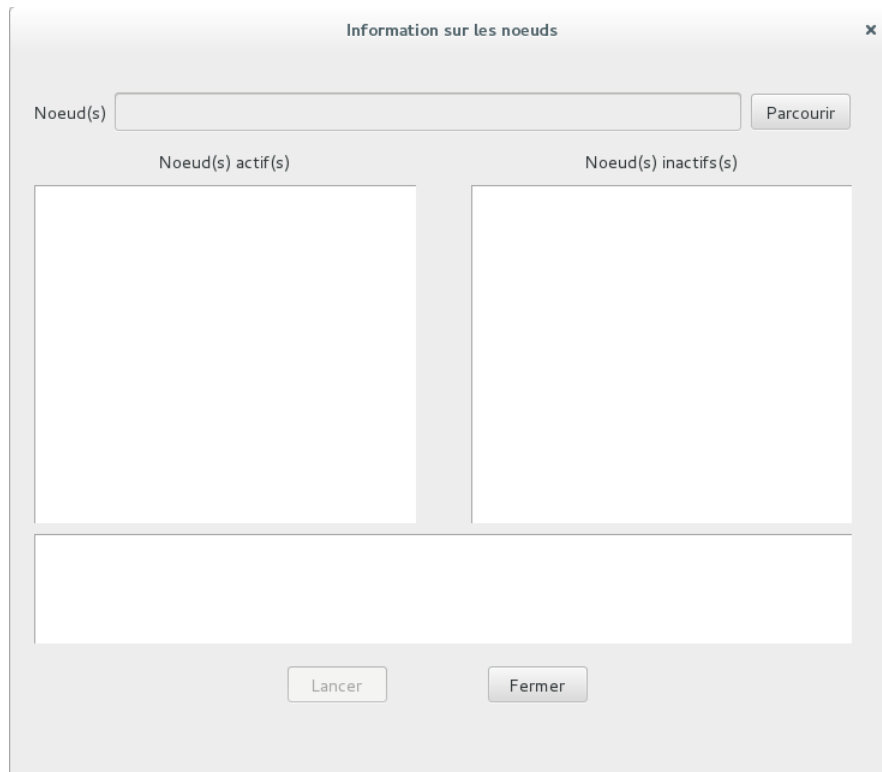 Information sur les noeuds
Noeud(s) Parcourir
Noeud(s) actif(s) Noeud(s) inactifs(s)
Lancer Fermer